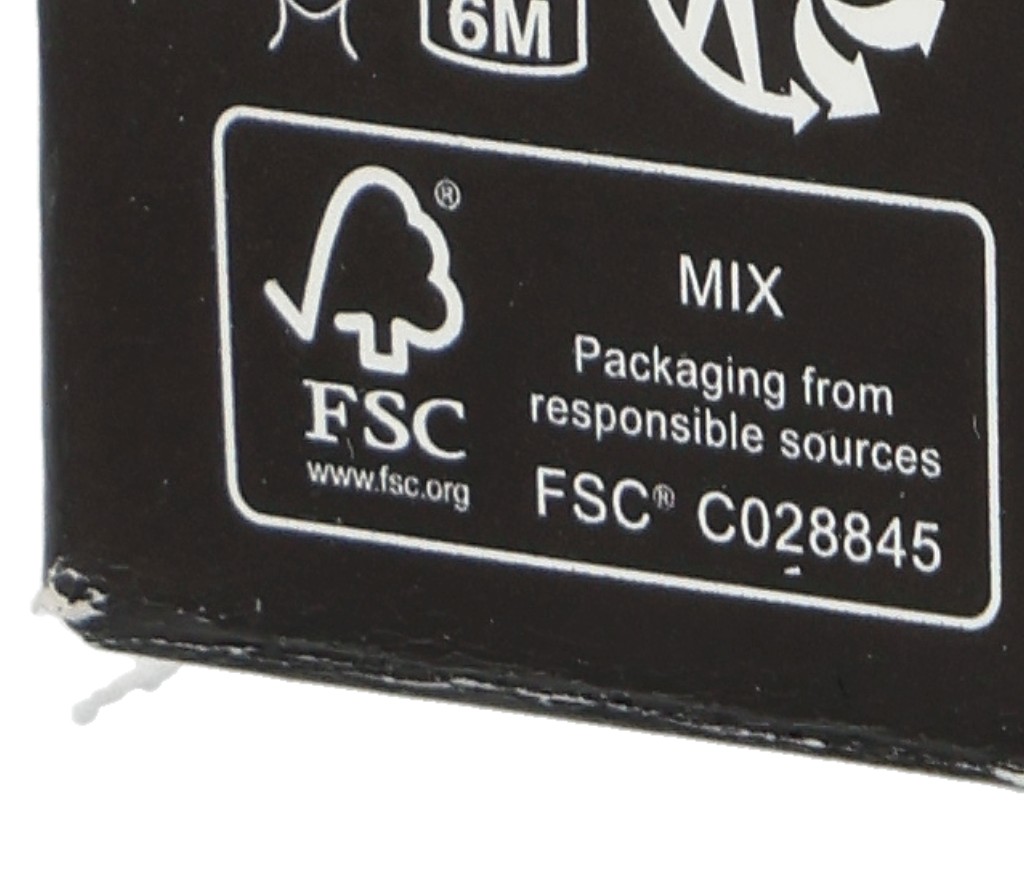 6M
®
MIX
Packaging from
responsible sources
FSC
www.fsc.org
FSC® C028845